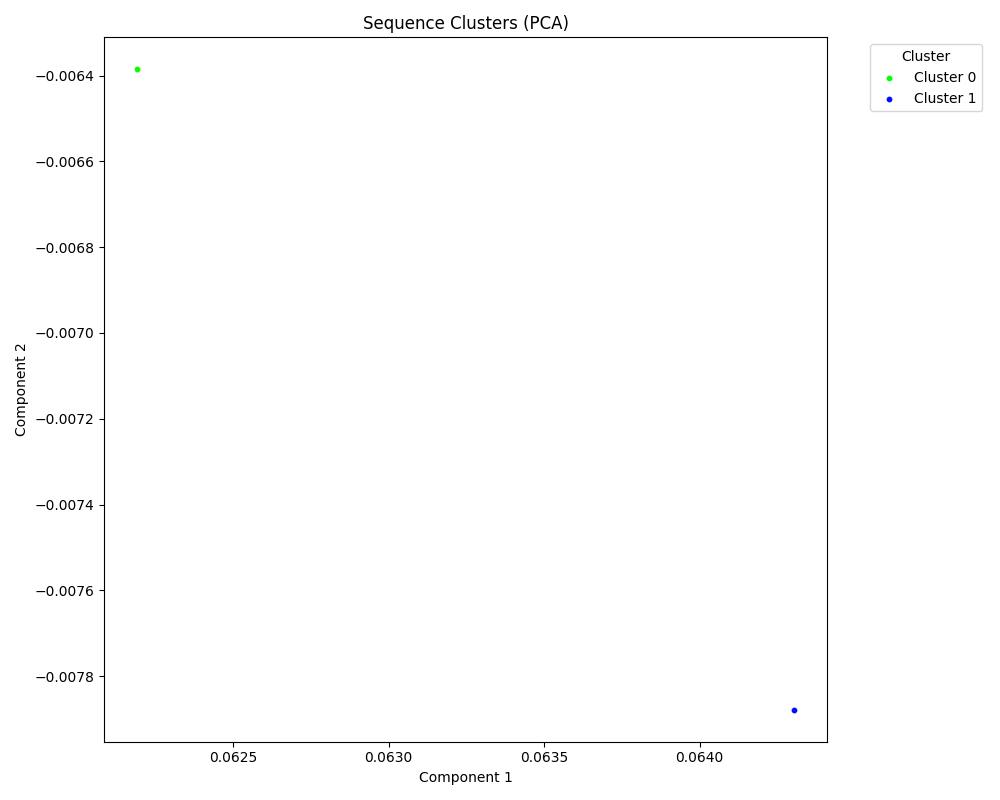 Sequence Clusters (PCA)
Cluster
Cluster 0
Cluster 1
−0.0064
−0.0066
−0.0068
−0.0070
−0.0072
−0.0074
−0.0076
−0.0078
Component 2
0.0625
0.0630
0.0635
0.0640
Component 1